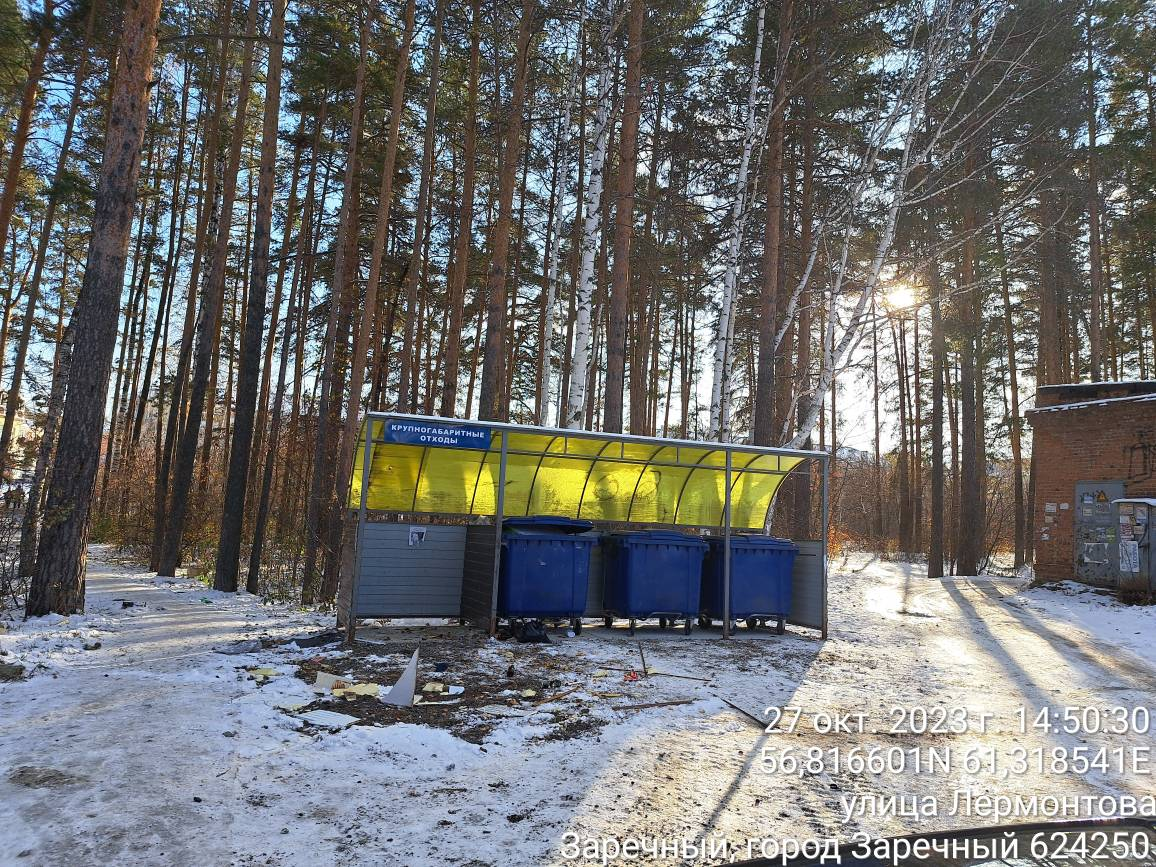 КРУПНОГАБАРИТНЫЕ
ОТХОДЫ
27 окт. 2023 г 14:50:30
56,816601N 61,318541E
улица Лермонтова
Заречный, город Заречный 624250